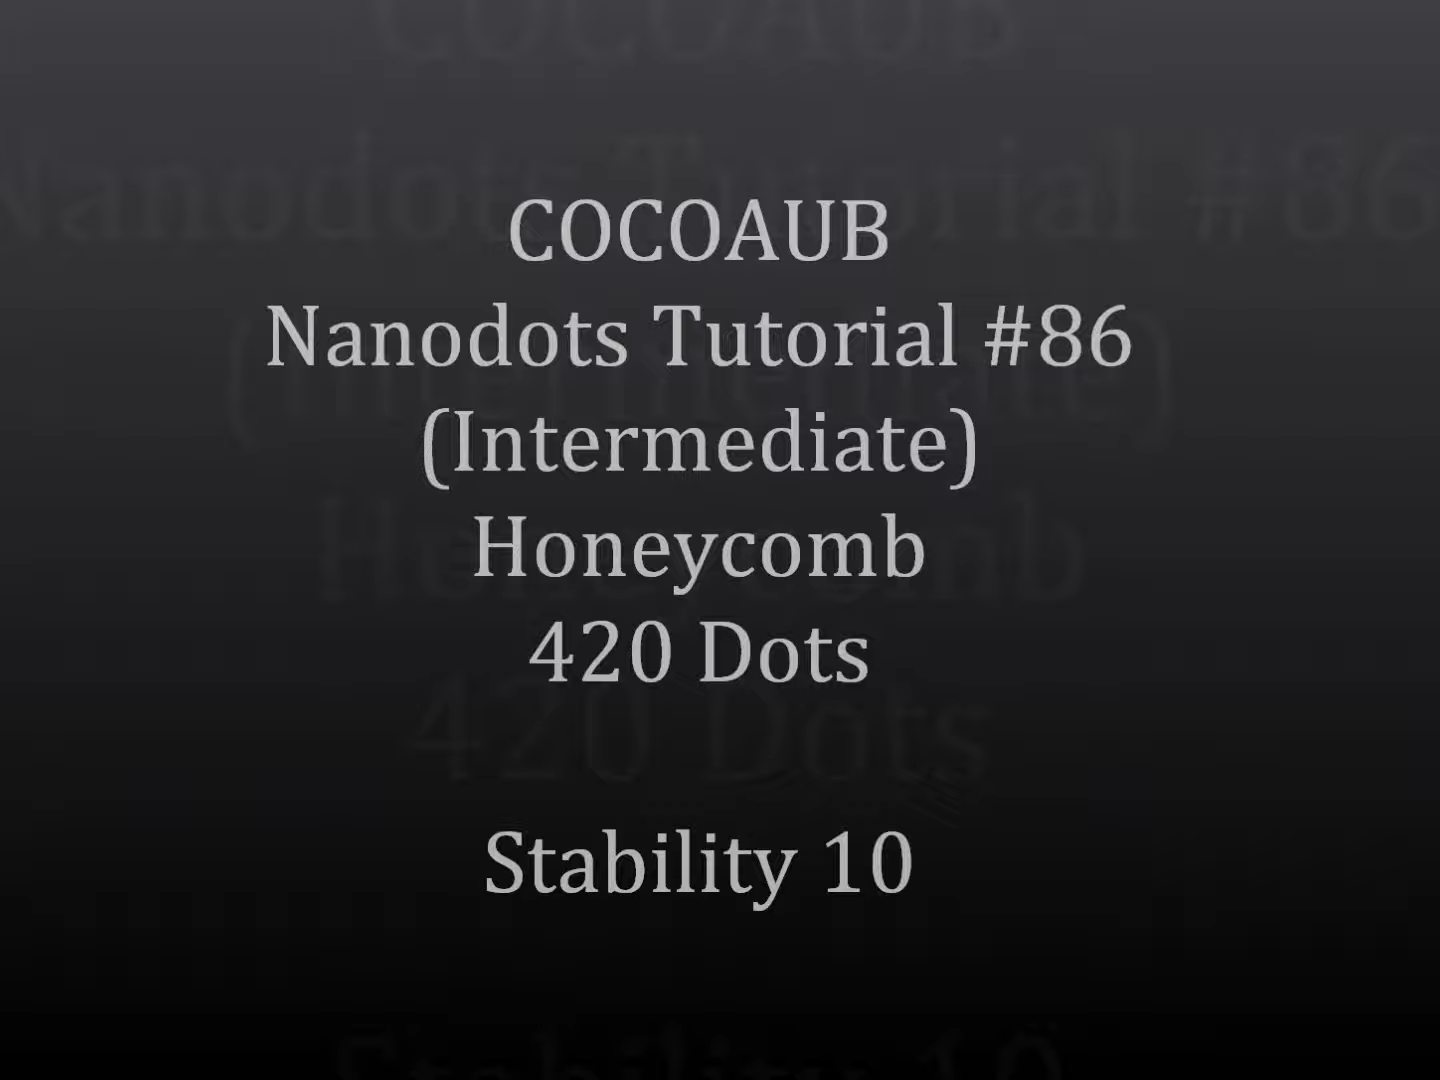 COCOAUB
Nanodots Tutorial #86
(Intermediate)
Honeycomb
420 Dots
Stability 10